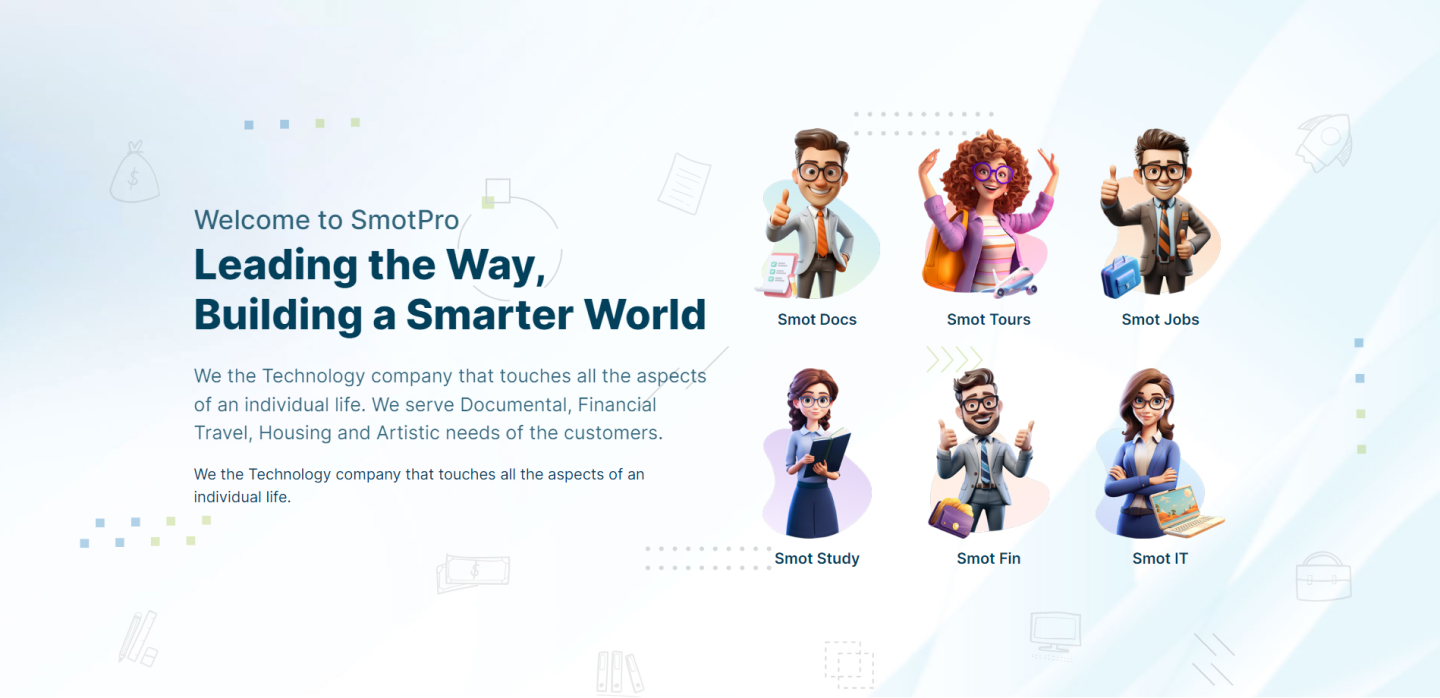 Welcome to SmotPro
Leading the Way,
Building a Smarter World
We the Technology company that touches all the aspects
of an individual life. We serve Documental, Financial
Travel, Housing and Artistic needs of the customers.
We the Technology company that touches all the aspects of an
individual life.
Smot Docs
Smot Tours
Smot Jobs
Smot Study
Smot Fin
Smot IT